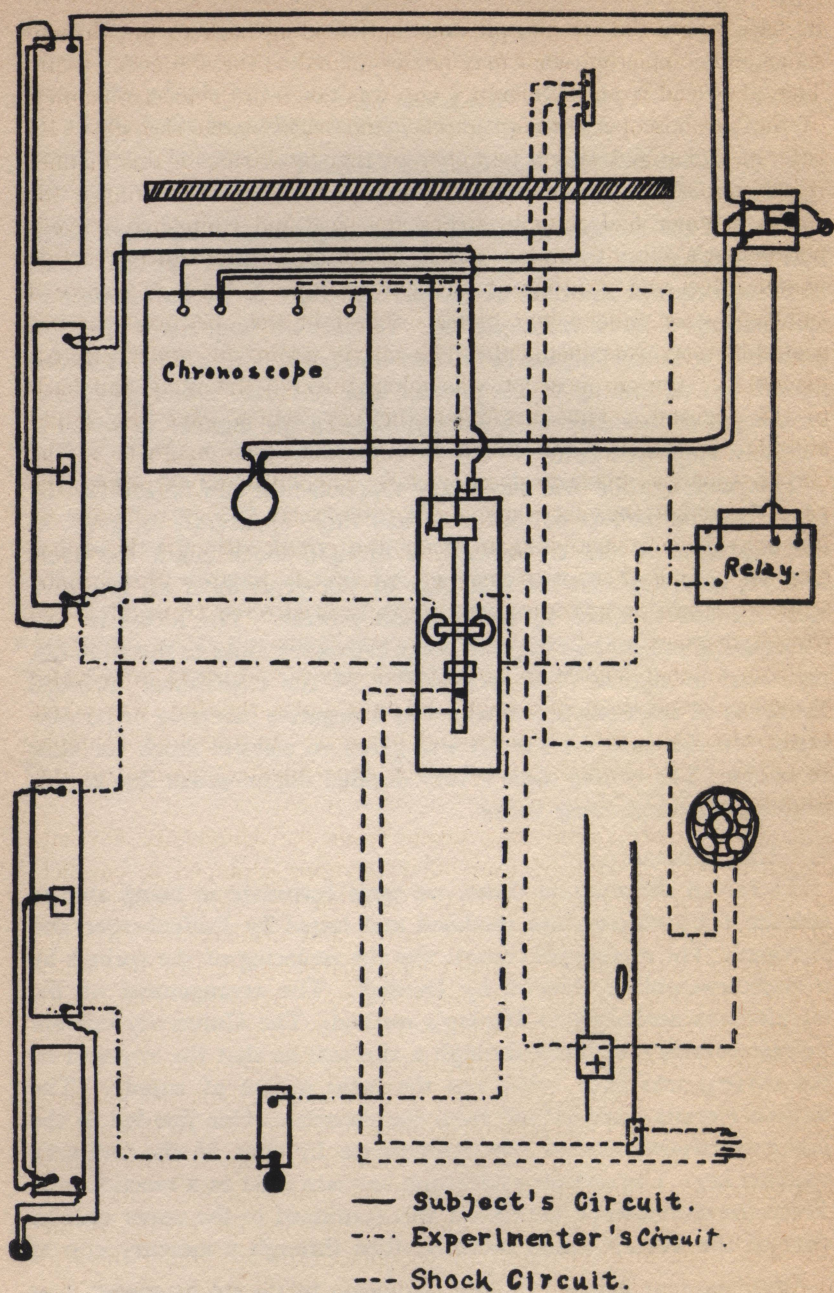 Chronoscope
Relay.
+
Subject's Circuit.
Experimenter's Circuit.
Shock Circuit.